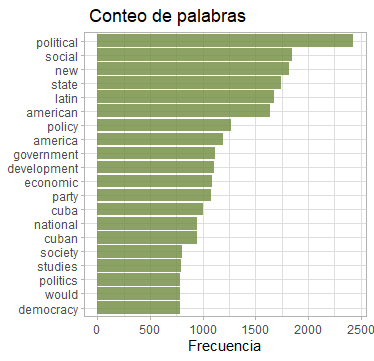 Conteo de palabras
political
social
new
state
latin
american
policy
america
government
development
economic
party
cuba
national
cuban
society
studies
politics
would
democracy
0 500 1000 1500 2000 2500
Frecuencia